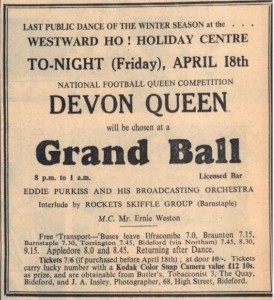 LAST PUBLIC DANCE OF THE WINTER SEASON at the . . .
WESTWARD HO! HOLIDAY CENTRE
TO-NIGHT (Friday), APRIL 18th
NATIONAL FOOTBALL QUEEN COMPETITION
DEVON QUEEN
will be chosen at a
Grand Ball
8 p.m. to 1 a.m. Licensed Bar
EDDIE PURKISS AND HIS BROADCASTING ORCHESTRA
Interlude by ROCKETS SKIFFLE GROUP (Barnstaple)
M.C. Mr. Ernie Weston
Free Transport—Buses leave Ilfracombe 7.0, Braunton 7.15,
Barnstaple 7.30, Torrington 7.45, Bideford (via Northam) 7.45, 8.30,
9.15. Appledore 8.0 and 8.45. Returning after Dance.
Tickets 7/6 (if purchased before April 18th), at door 10/-. Tickets
carry lucky number with a Kodak Color Snap Camera value £12 10s.
as prize, and are obtainable from Butler's, Tobacconist 3, The Quay,
Bideford, and J. A. Insley, Photographer, 68, High Street, Bideford.